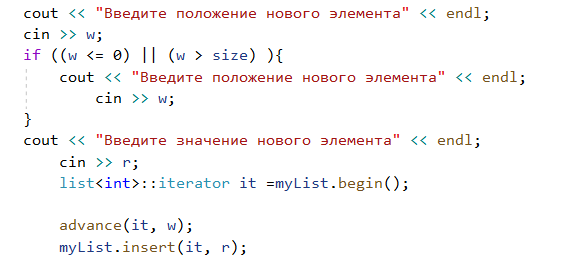 cout << "Введите положение нового элемента" << endl;
cin >> w;
if ((w <= 0) || (w > size) ){
cout << "Введите положение нового элемента" << endl;
cin >> w;
}
cout << "Введите значение нового элемента" << endl;
cin >> r;
list<int>::iterator it =myList.begin();
advance(it, w);
myList.insert(it, r);